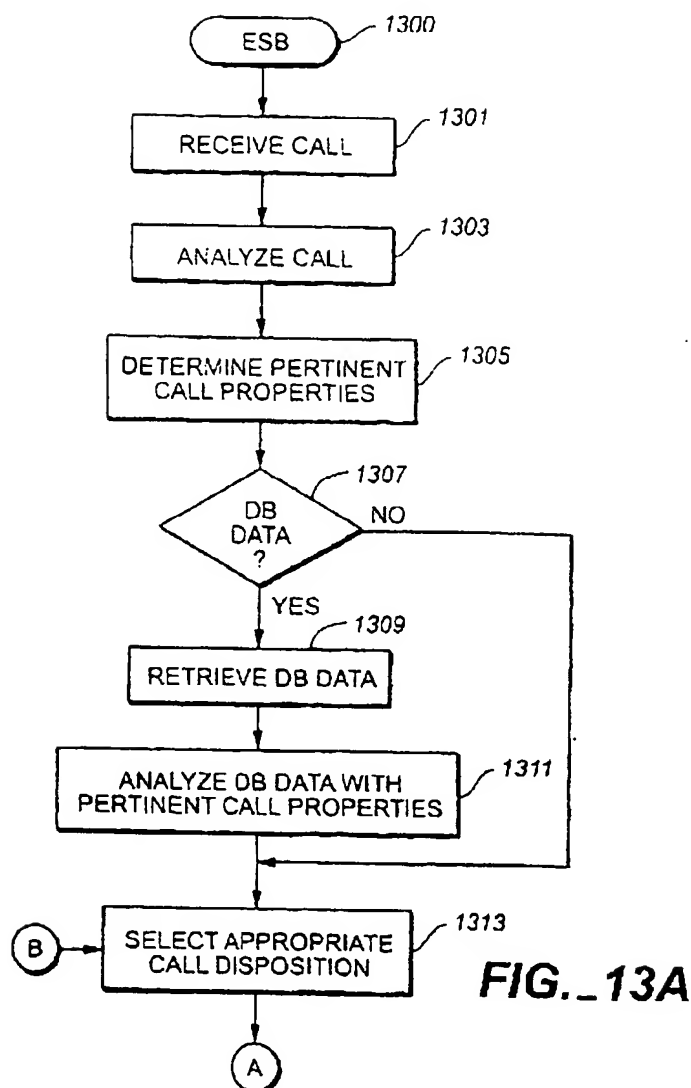 ESB
1300
RECEIVE CALL
1301
ANALYZE CALL
1303
DETERMINE PERTINENT
CALL PROPERTIES
1305
DB
DATA
?
1307
NO
YES
1309
RETRIEVE DB DATA
ANALYZE DB DATA WITH
PERTINENT CALL PROPERTIES
1311
B
SELECT APPROPRIATE
CALL DISPOSITION
1313
FIG._13A
A